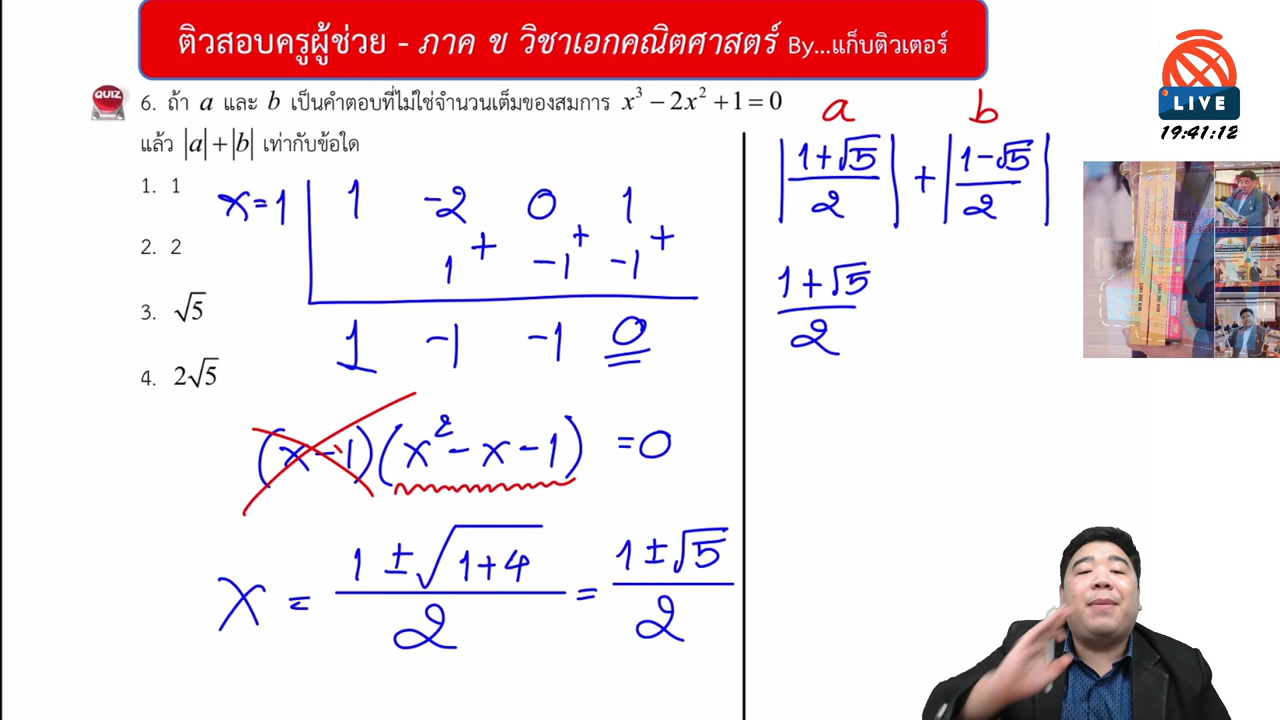 ติวสอบครูผู้ช่วย - ภาค ข วิชาเอกคณิตศาสตร์ By...แก็บติวเตอร์
QUIZ
6. ถ้า a และ b เป็นคำตอบที่ไม่ใช่จำนวนเต็มของสมการ x³ − 2x² + 1 = 0
แล้ว |a| + |b| เท่ากับข้อใด
1. 1
2. 2
3. √5
4. 2√5
x=1 | 1 -2 0 1
1 + -1 + -1 +
1 -1 -1 0
(x-1)(x²-x-1) =0
x = (1 ± √(1+4))/2 = (1 ± √5)/2
a b
|(1+√5)/2| + |(1-√5)/2|
(1+√5)/2
LIVE
19:41:12